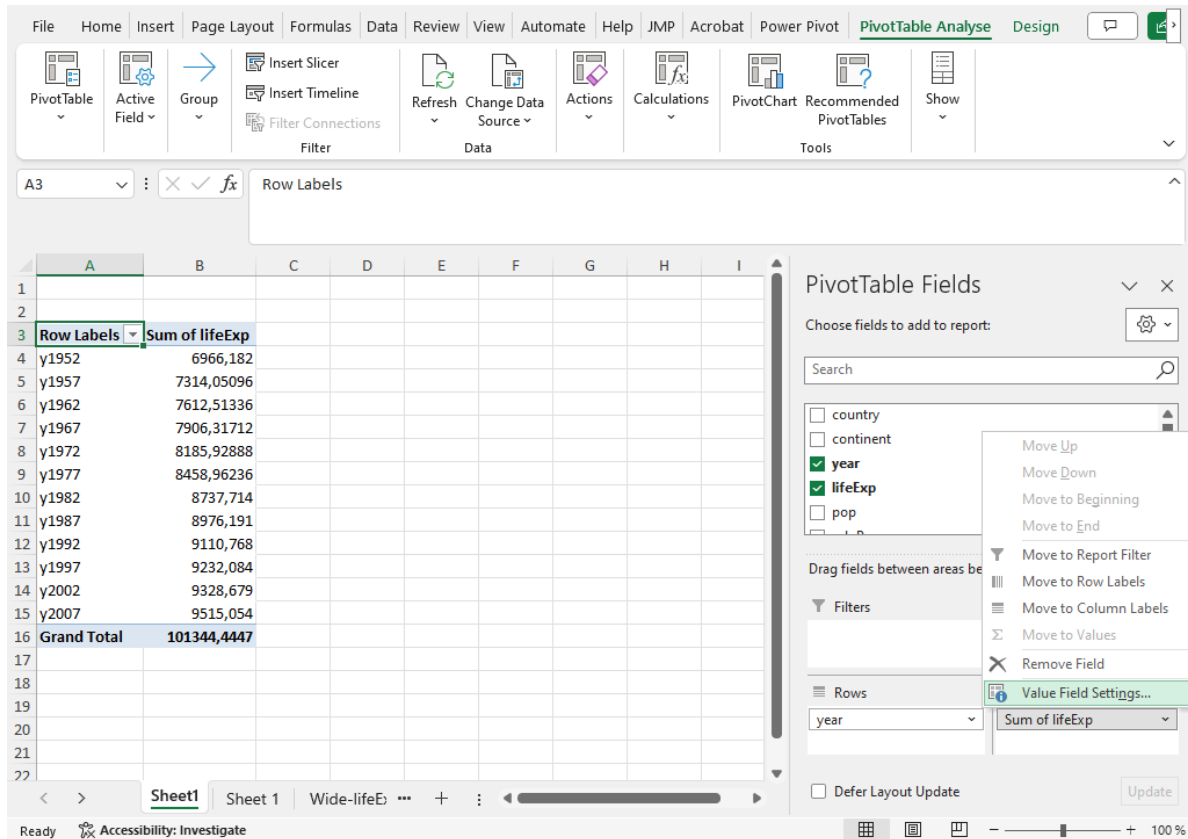 File Home Insert Page Layout Formulas Data Review View Automate Help JMP Acrobat Power Pivot PivotTable Analyse Design
PivotTable
Active Field
Group
Insert Slicer
Insert Timeline
Filter Connections
Filter
Refresh
Change Data Source
Data
Actions
Calculations
PivotChart
Recommended PivotTables
Tools
Show
A3 fx Row Labels
A B C D E F G H I
1
2
3 Row Labels Sum of lifeExp
4 y1952 6966,182
5 y1957 7314,05096
6 y1962 7612,51336
7 y1967 7906,31712
8 y1972 8185,92888
9 y1977 8458,96236
10 y1982 8737,714
11 y1987 8976,191
12 y1992 9110,768
13 y1997 9232,084
14 y2002 9328,679
15 y2007 9515,054
16 Grand Total 101344,4447
17
18
19
20
21
22
PivotTable Fields
Choose fields to add to report:
Search
country
continent
year
lifeExp
pop
Drag fields between areas be
Filters
Rows
year
Sum of lifeExp
Move Up
Move Down
Move to Beginning
Move to End
Move to Report Filter
Move to Row Labels
Move to Column Labels
Σ Move to Values
Remove Field
Value Field Settings...
Defer Layout Update
Update
Sheet1 Sheet 1 Wide-lifeE
Ready Accessibility: Investigate
100 %